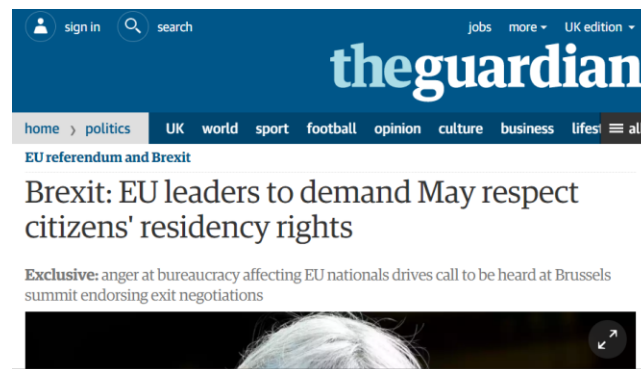 sign in search jobs more UK edition
theguardian
home politics UK world sport football opinion culture business lifest al
EU referendum and Brexit
Brexit: EU leaders to demand May respect
citizens' residency rights
Exclusive: anger at bureaucracy affecting EU nationals drives call to be heard at Brussels
summit endorsing exit negotiations